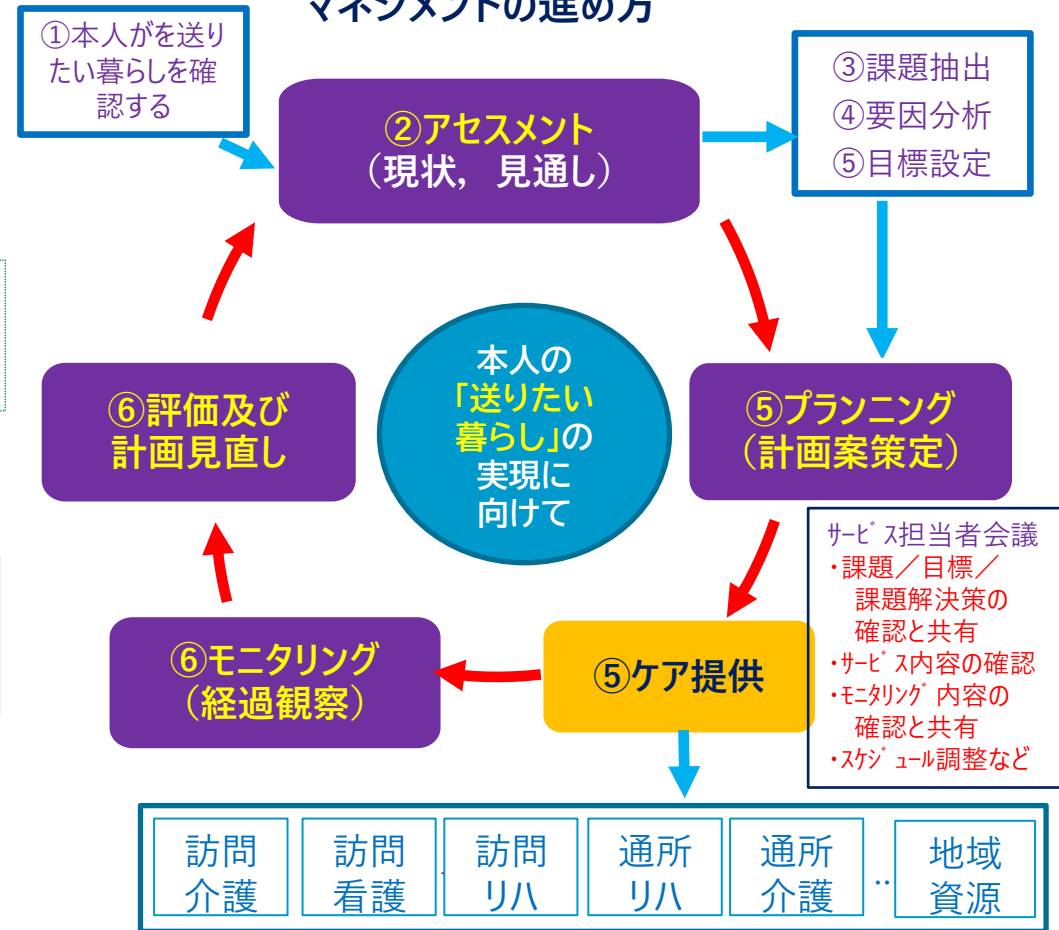 マネジメントの進め方
①本人がを送り
たい暮らしを確
認する
②アセスメント
（現状，見通し）
③課題抽出
④要因分析
⑤目標設定
本人の
「送りたい
暮らし」の
実現に
向けて
⑥評価及び
計画見直し
⑤プランニング
（計画案策定）
サービス担当者会議
・課題／目標／
課題解決策の
確認と共有
・サービス内容の確認
・モニタリング内容の
確認と共有
・スケジュール調整など
⑥モニタリング
（経過観察）
⑤ケア提供
訪問
介護
訪問
看護
訪問
リハ
通所
リハ
通所
介護
‥
地域
資源